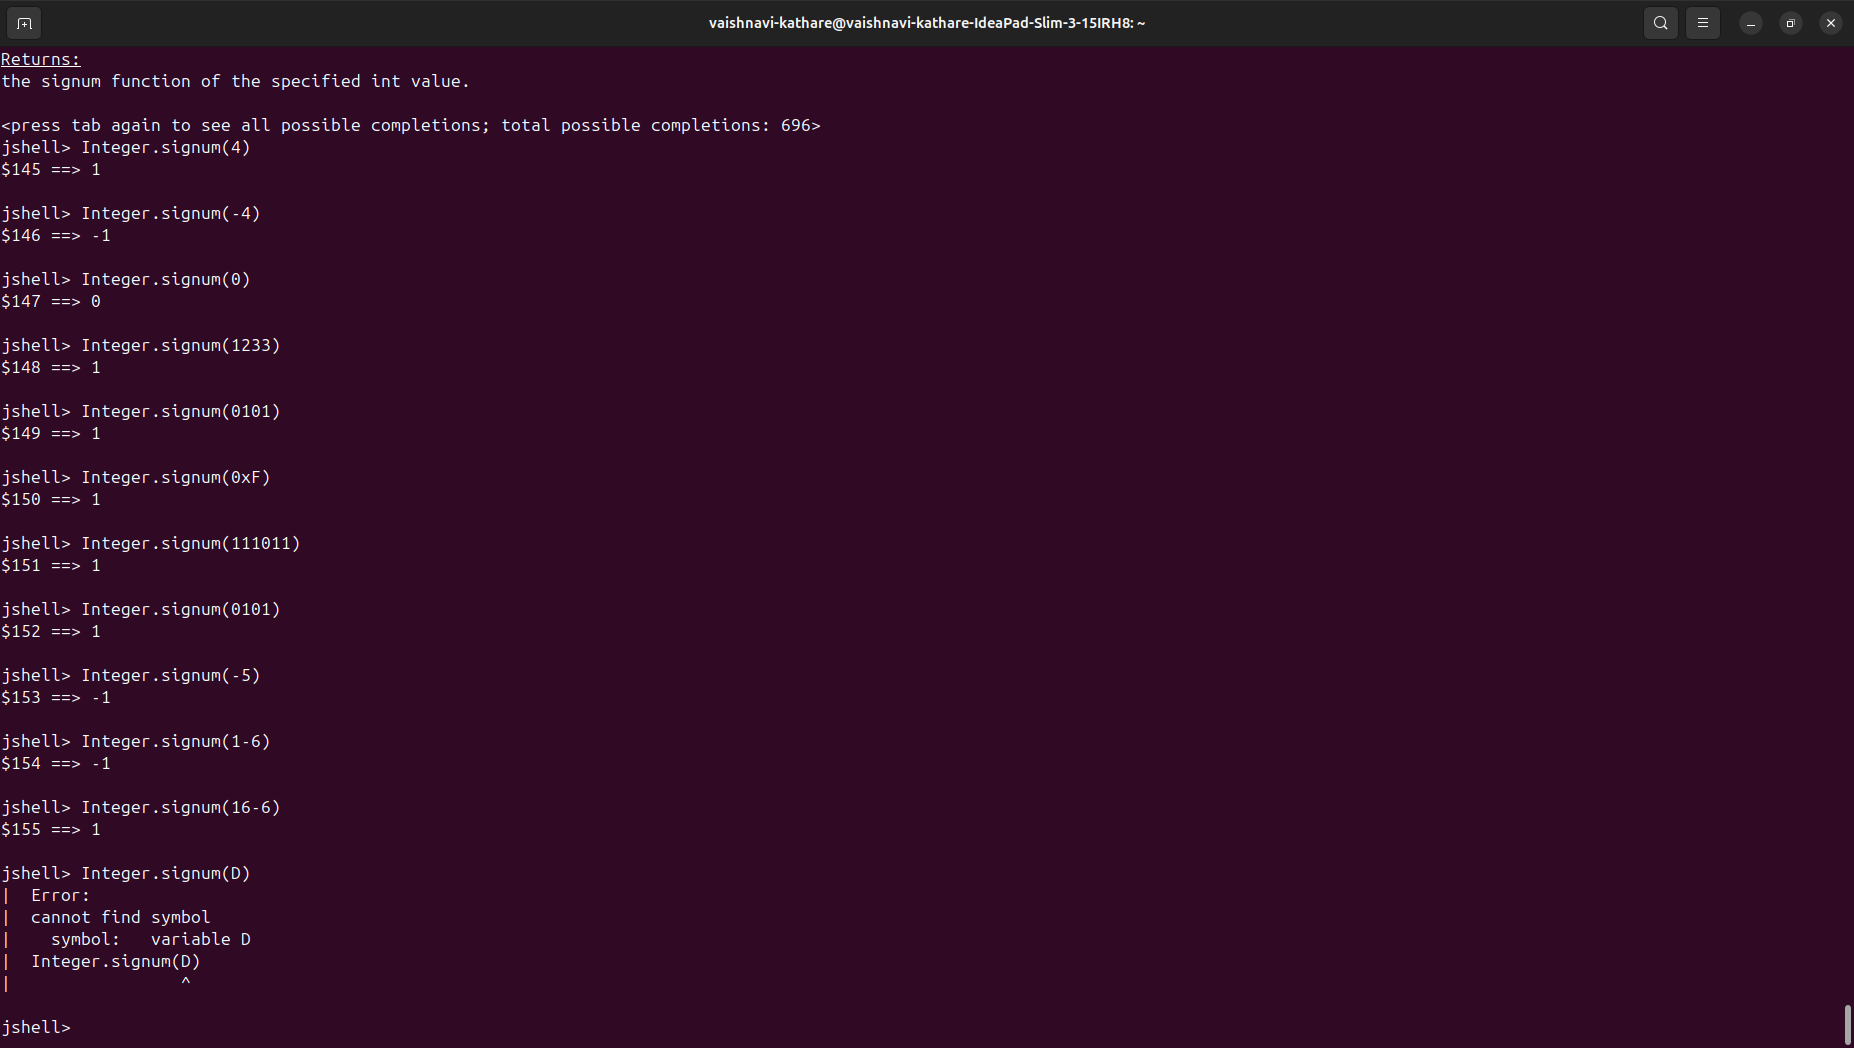 vaishnavi-kathare@vaishnavi-kathare-IdeaPad-Slim-3-15IRH8: ~
Returns:
the signum function of the specified int value.
<press tab again to see all possible completions; total possible completions: 696>
jshell> Integer.signum(4)
$145 ==> 1
jshell> Integer.signum(-4)
$146 ==> -1
jshell> Integer.signum(0)
$147 ==> 0
jshell> Integer.signum(1233)
$148 ==> 1
jshell> Integer.signum(0101)
$149 ==> 1
jshell> Integer.signum(0xF)
$150 ==> 1
jshell> Integer.signum(111011)
$151 ==> 1
jshell> Integer.signum(0101)
$152 ==> 1
jshell> Integer.signum(-5)
$153 ==> -1
jshell> Integer.signum(1-6)
$154 ==> -1
jshell> Integer.signum(16-6)
$155 ==> 1
jshell> Integer.signum(D)
|  Error:
|  cannot find symbol
|    symbol:   variable D
|  Integer.signum(D)
|                 ^
jshell>